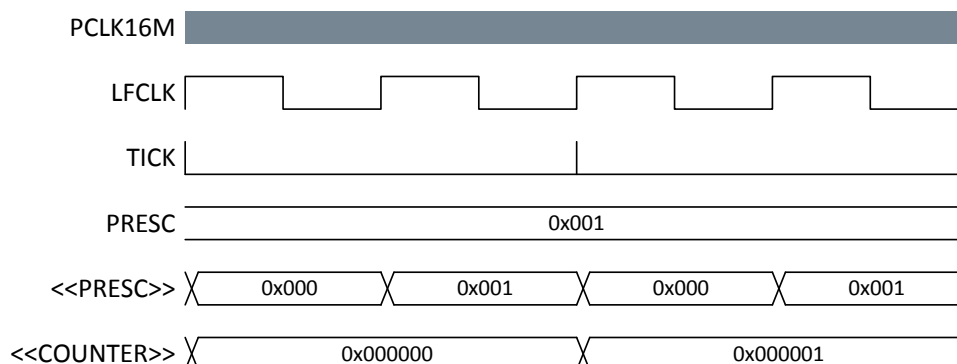 PCLK16M
LFCLK
TICK
PRESC 0x001
<<PRESC>> 0x000 0x001 0x000 0x001
<<COUNTER>> 0x000000 0x000001